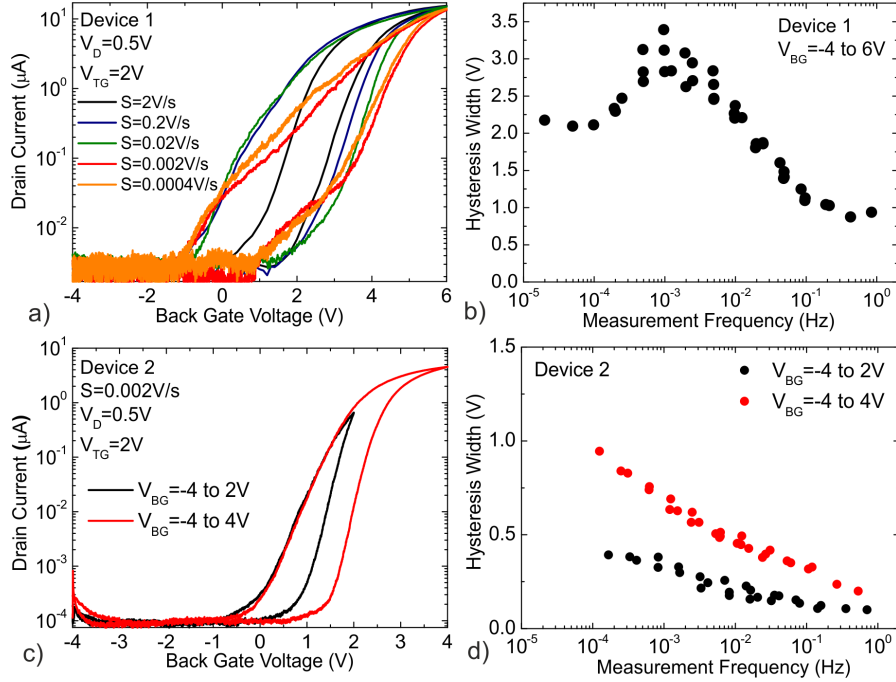 Device 1
V_D=0.5V
V_TG=2V
S=2V/s
S=0.2V/s
S=0.02V/s
S=0.002V/s
S=0.0004V/s
Drain Current (μA)
10^1
10^0
10^-1
10^-2
-4 -2 0 2 4 6
Back Gate Voltage (V)
a)
Device 1
V_BG=-4 to 6V
Hysteresis Width (V)
3.5
3.0
2.5
2.0
1.5
1.0
0.5
0.0
10^-5 10^-4 10^-3 10^-2 10^-1 10^0
Measurement Frequency (Hz)
b)
Device 2
S=0.002V/s
V_D=0.5V
V_TG=2V
V_BG=-4 to 2V
V_BG=-4 to 4V
Drain Current (μA)
10^1
10^0
10^-1
10^-2
10^-3
10^-4
-4 -3 -2 -1 0 1 2 3 4
Back Gate Voltage (V)
c)
Device 2
V_BG=-4 to 2V
V_BG=-4 to 4V
Hysteresis Width (V)
1.5
1.0
0.5
0.0
10^-5 10^-4 10^-3 10^-2 10^-1 10^0
Measurement Frequency (Hz)
d)